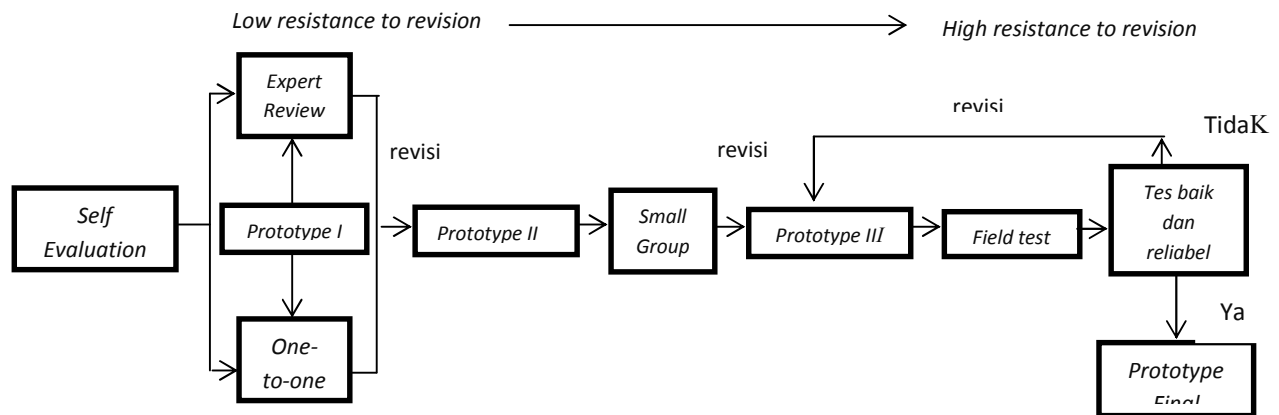 Low resistance to revision
High resistance to revision
Expert
Review
revisi
revisi
revisi
TidaK
Self
Evaluation
Prototype I
Prototype II
Small
Group
Prototype III
Field test
Tes baik
dan
reliabel
One-
to-one
Ya
Prototype
Final